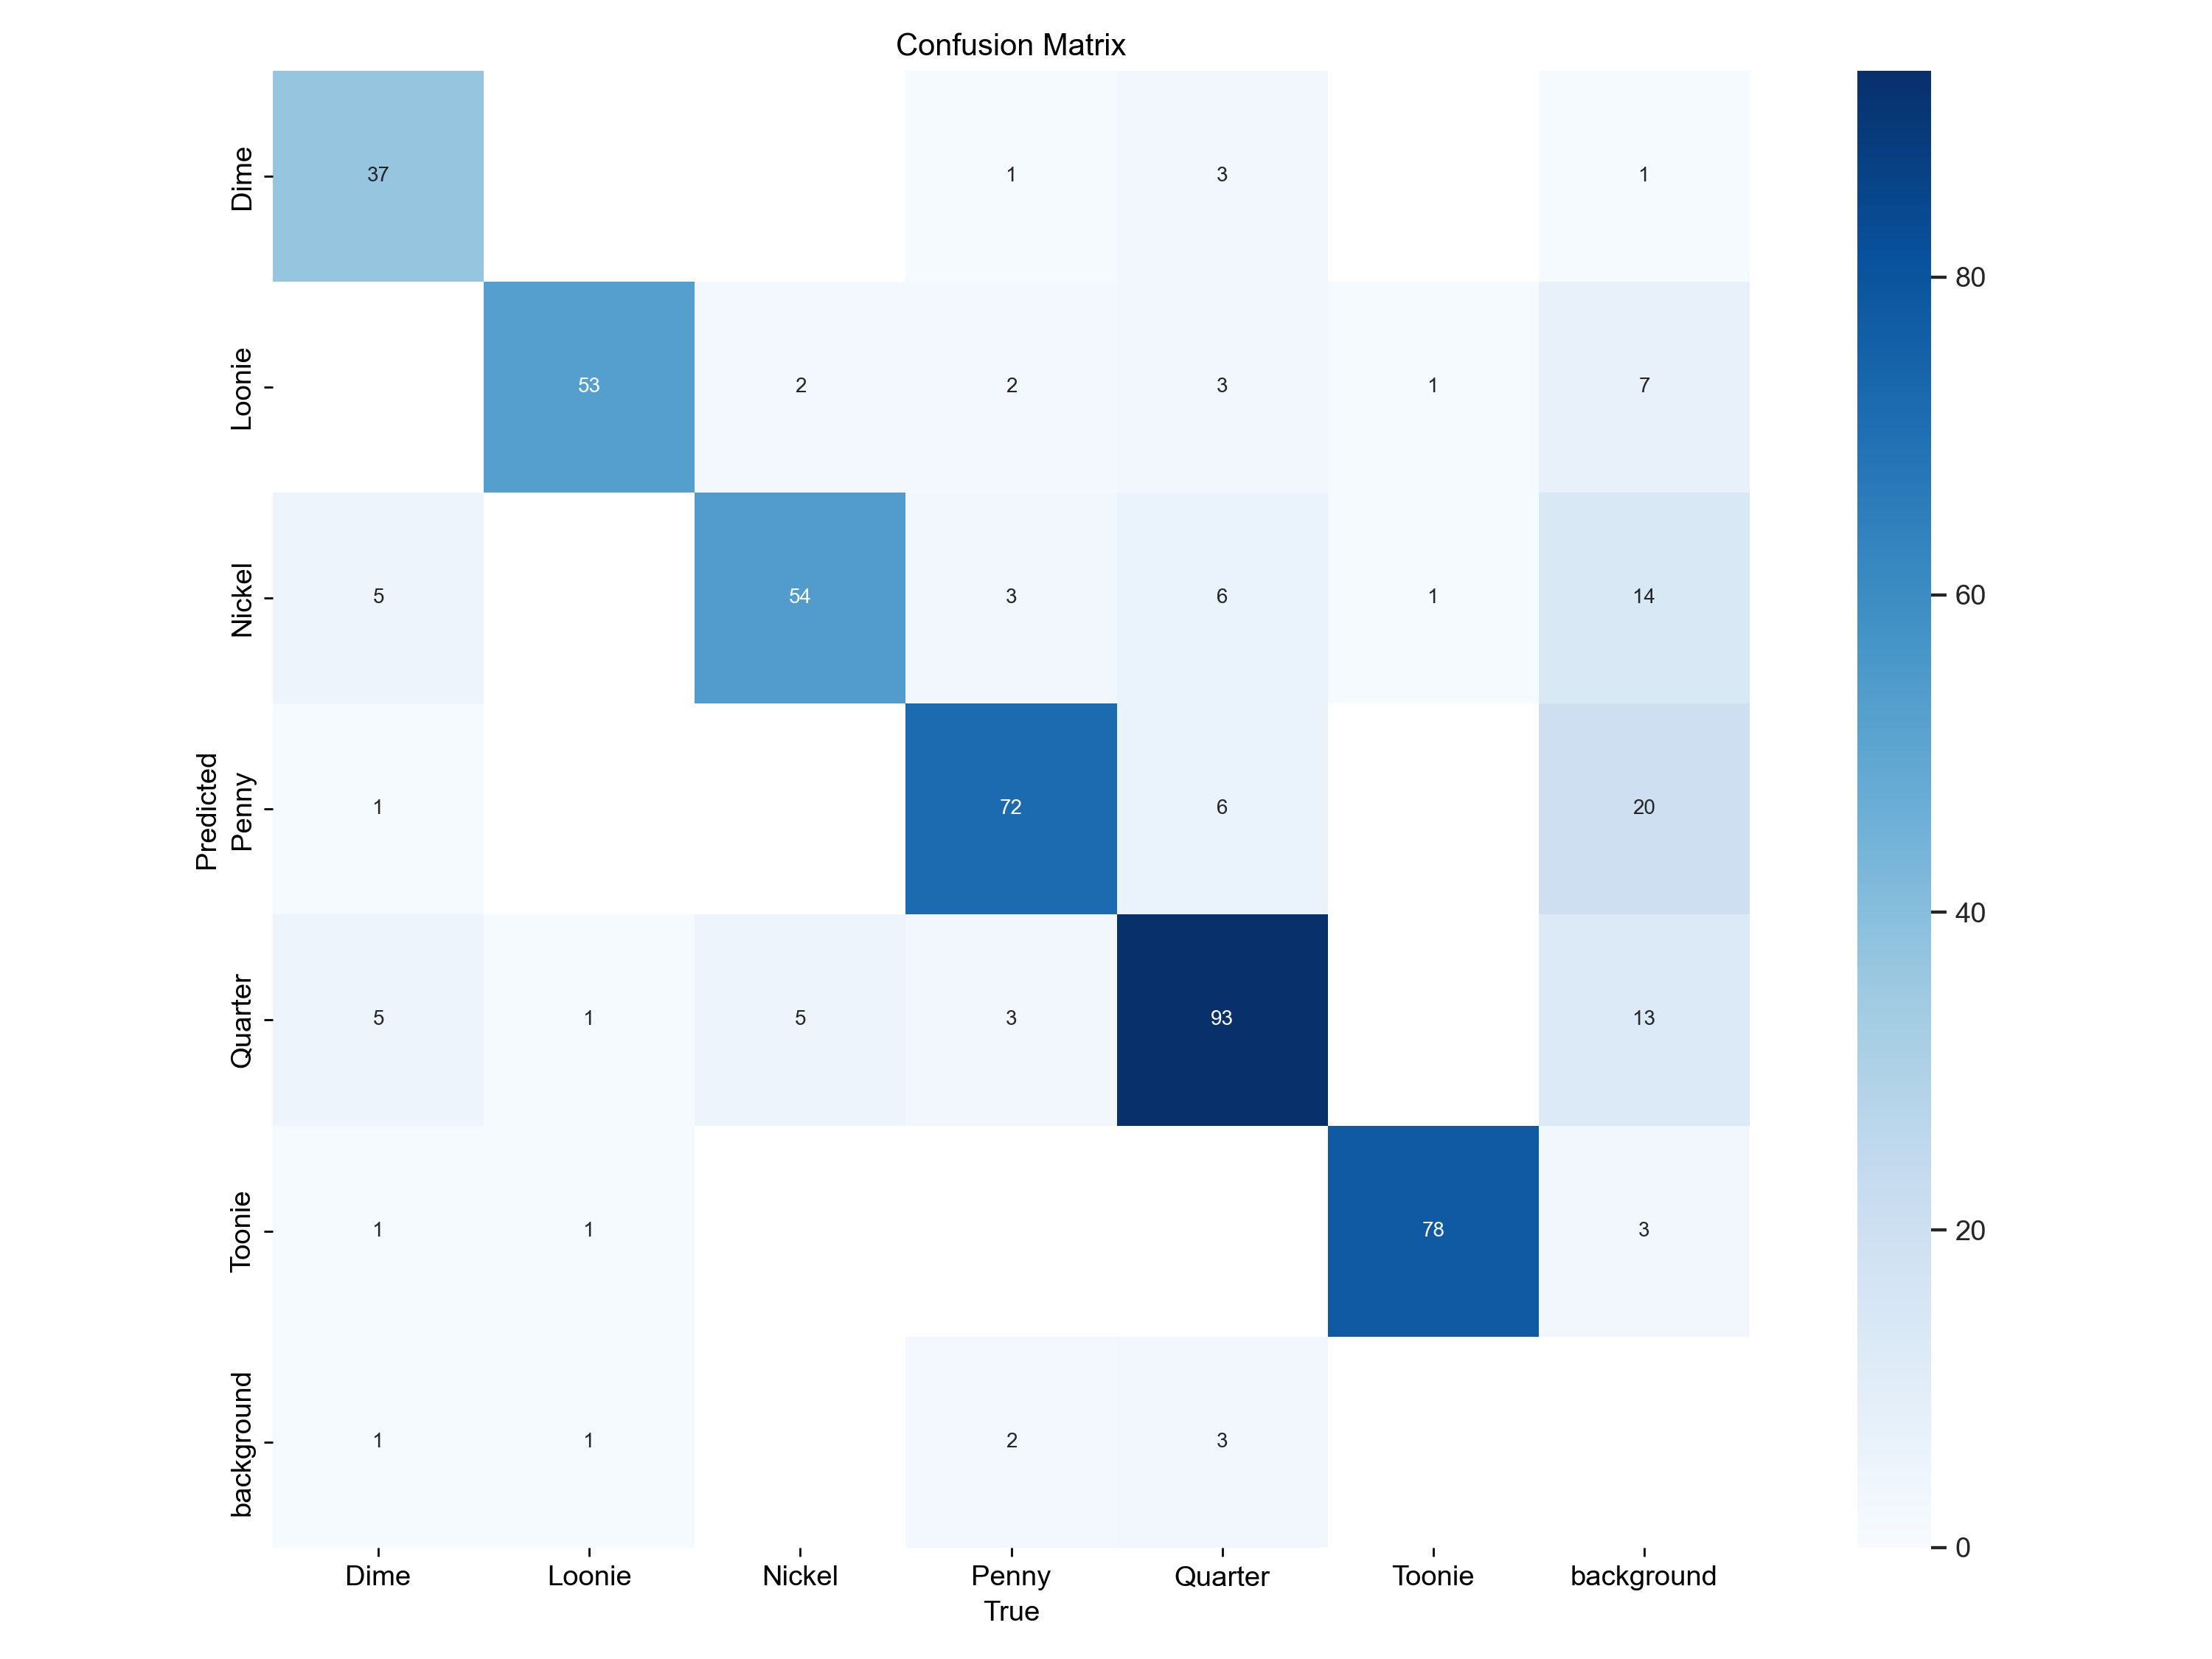 Confusion Matrix
Dime 37 1 3 1
Loonie 53 2 2 3 1 7
Nickel 5 54 3 6 1 14
Penny 1 72 6 20
Quarter 5 1 5 3 93 13
Toonie 1 1 78 3
background 1 1 2 3
Dime Loonie Nickel Penny Quarter Toonie background
True
Predicted
80
60
40
20
0